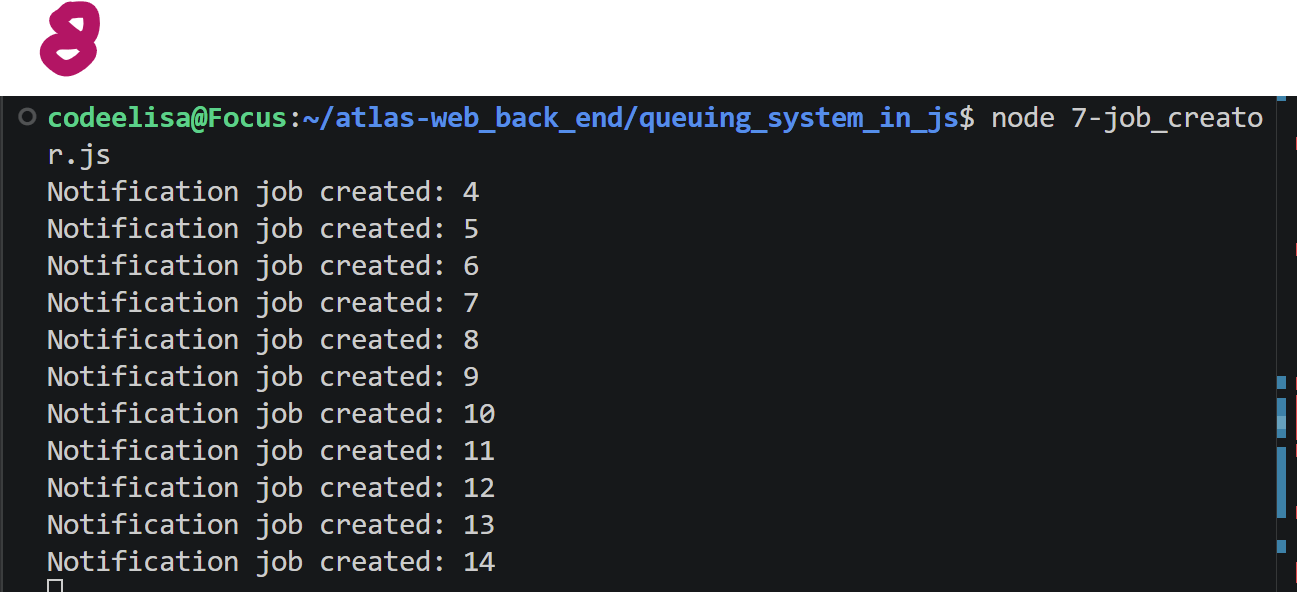 8
codeelisa@Focus:~/atlas-web_back_end/queuing_system_in_js$ node 7-job_creato
r.js
Notification job created: 4
Notification job created: 5
Notification job created: 6
Notification job created: 7
Notification job created: 8
Notification job created: 9
Notification job created: 10
Notification job created: 11
Notification job created: 12
Notification job created: 13
Notification job created: 14